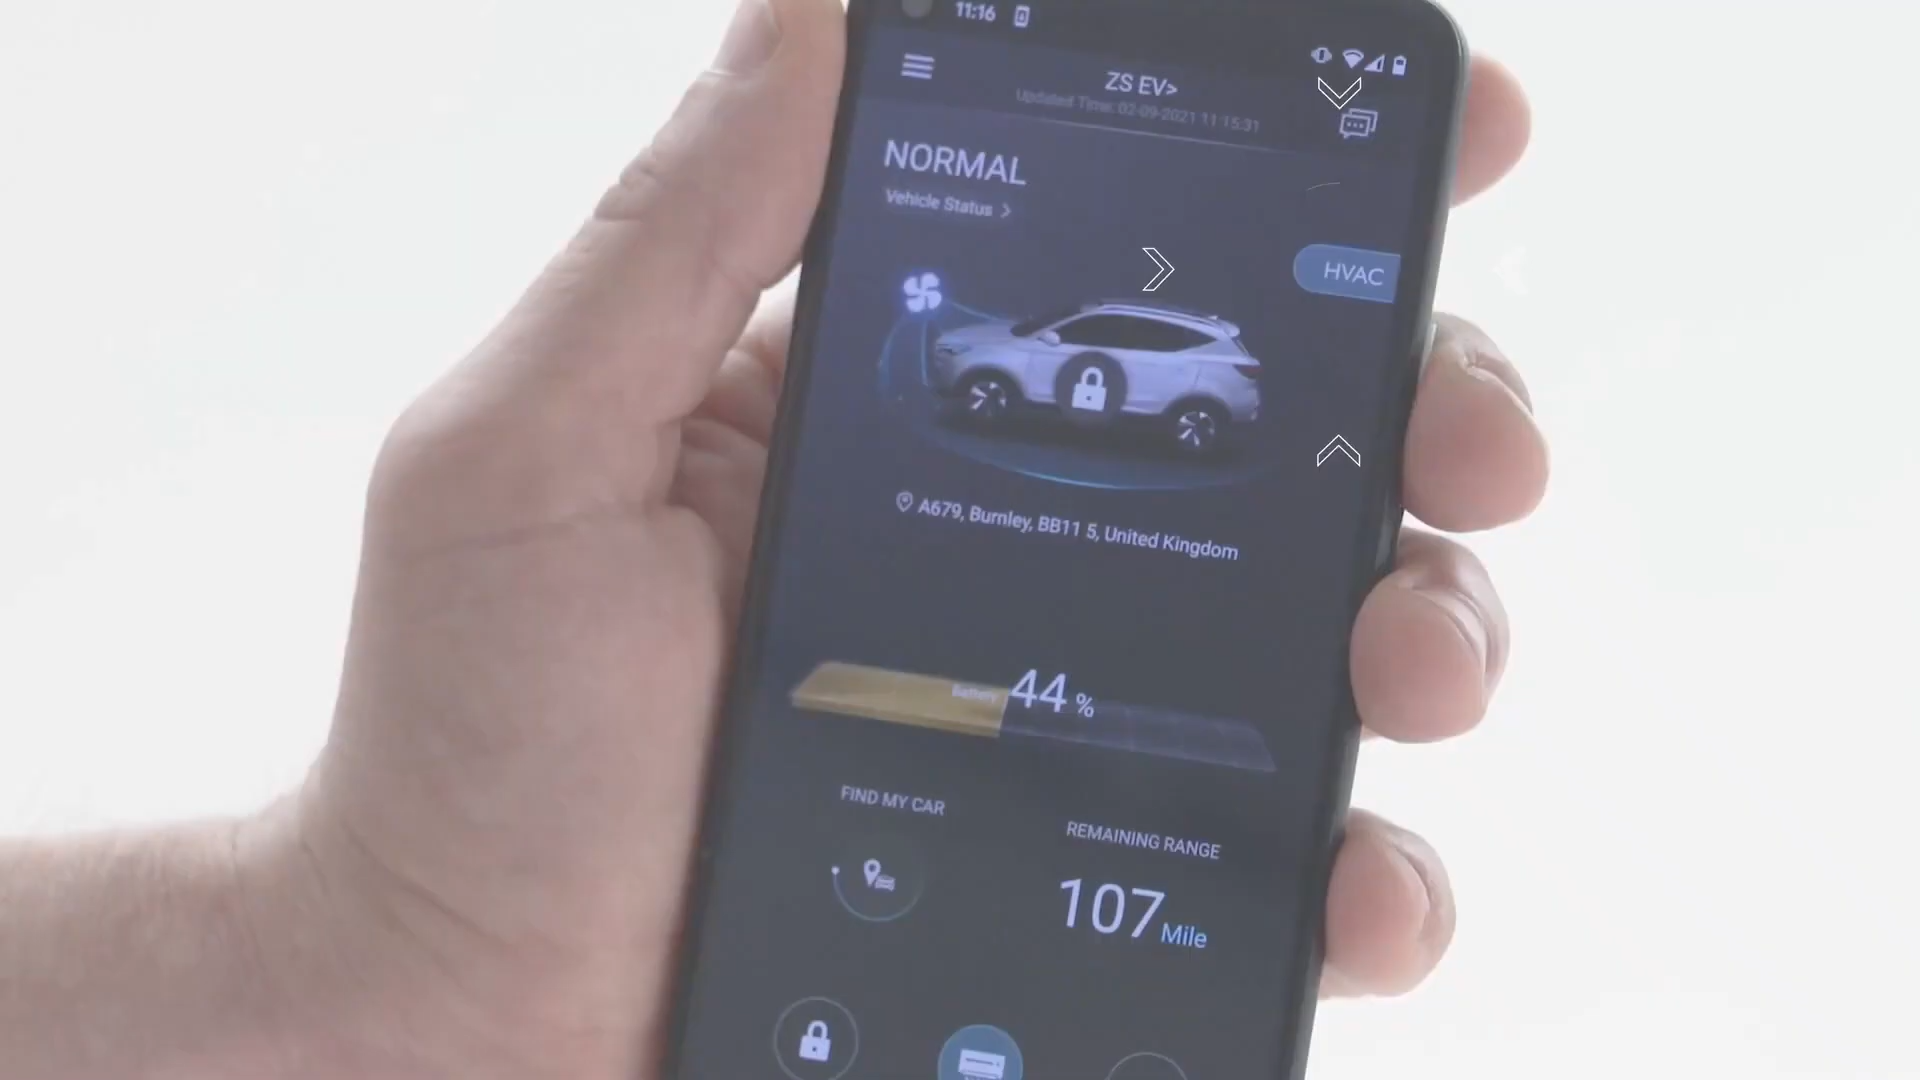 11:16
ZS EV>
Updated Time: 02-09-2021 11:15:31
NORMAL
Vehicle Status >
HVAC
A679, Burnley, BB11 5, United Kingdom
Battery 44 %
FIND MY CAR
REMAINING RANGE
107 Mile